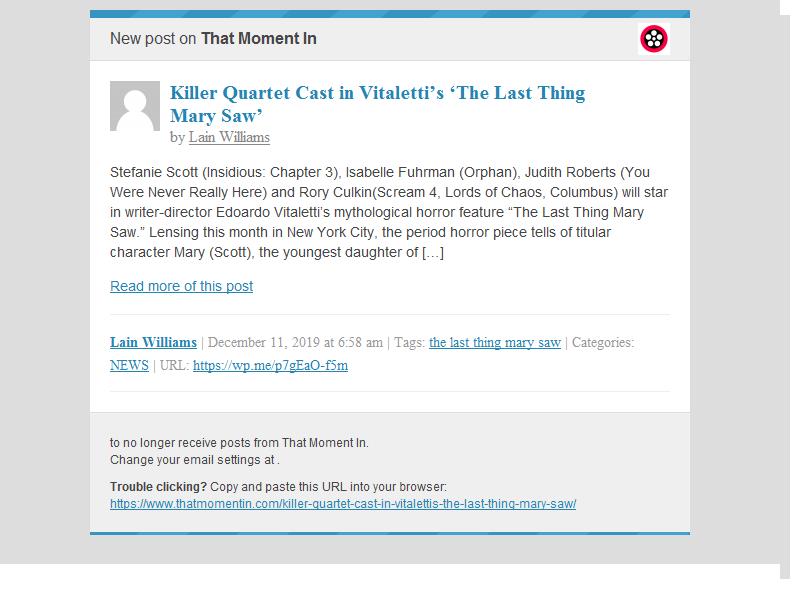 New post on That Moment In
Killer Quartet Cast in Vitaletti’s ‘The Last Thing
Mary Saw’
by Lain Williams
Stefanie Scott (Insidious: Chapter 3), Isabelle Fuhrman (Orphan), Judith Roberts (You
Were Never Really Here) and Rory Culkin(Scream 4, Lords of Chaos, Columbus) will star
in writer-director Edoardo Vitaletti’s mythological horror feature “The Last Thing Mary
Saw.” Lensing this month in New York City, the period horror piece tells of titular
character Mary (Scott), the youngest daughter of […]
Read more of this post
Lain Williams | December 11, 2019 at 6:58 am | Tags: the last thing mary saw | Categories:
NEWS | URL: https://wp.me/p7gEaO-f5m
to no longer receive posts from That Moment In.
Change your email settings at .
Trouble clicking? Copy and paste this URL into your browser:
https://www.thatmomentin.com/killer-quartet-cast-in-vitalettis-the-last-thing-mary-saw/